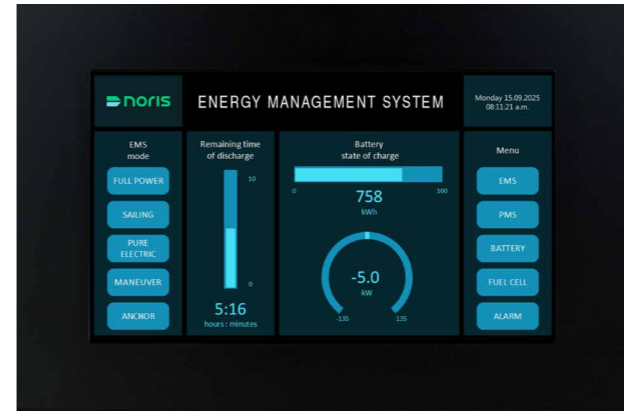 noris
ENERGY MANAGEMENT SYSTEM
Monday 15.09.2025
08:11:21 a.m.
EMS
mode
FULL POWER
SAILING
PURE
ELECTRIC
MANEUVER
ANCHOR
Remaining time
of discharge
10
0
5:16
hours : minutes
Battery
state of charge
0
100
758
kWh
-5.0
kW
-135
135
Menu
EMS
PMS
BATTERY
FUEL CELL
ALARM